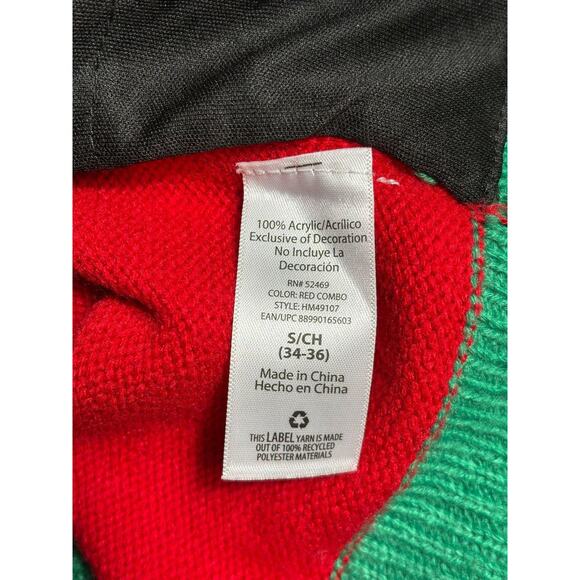 100% Acrylic/Acrílico
Exclusive of Decoration
No Incluye La
Decoración
RN# 52469
COLOR: RED COMBO
STYLE: HM49107
EAN/UPC 88990165603
S/CH
(34-36)
Made in China
Hecho en China
THIS LABEL YARN IS MADE
OUT OF 100% RECYCLED
POLYESTER MATERIALS